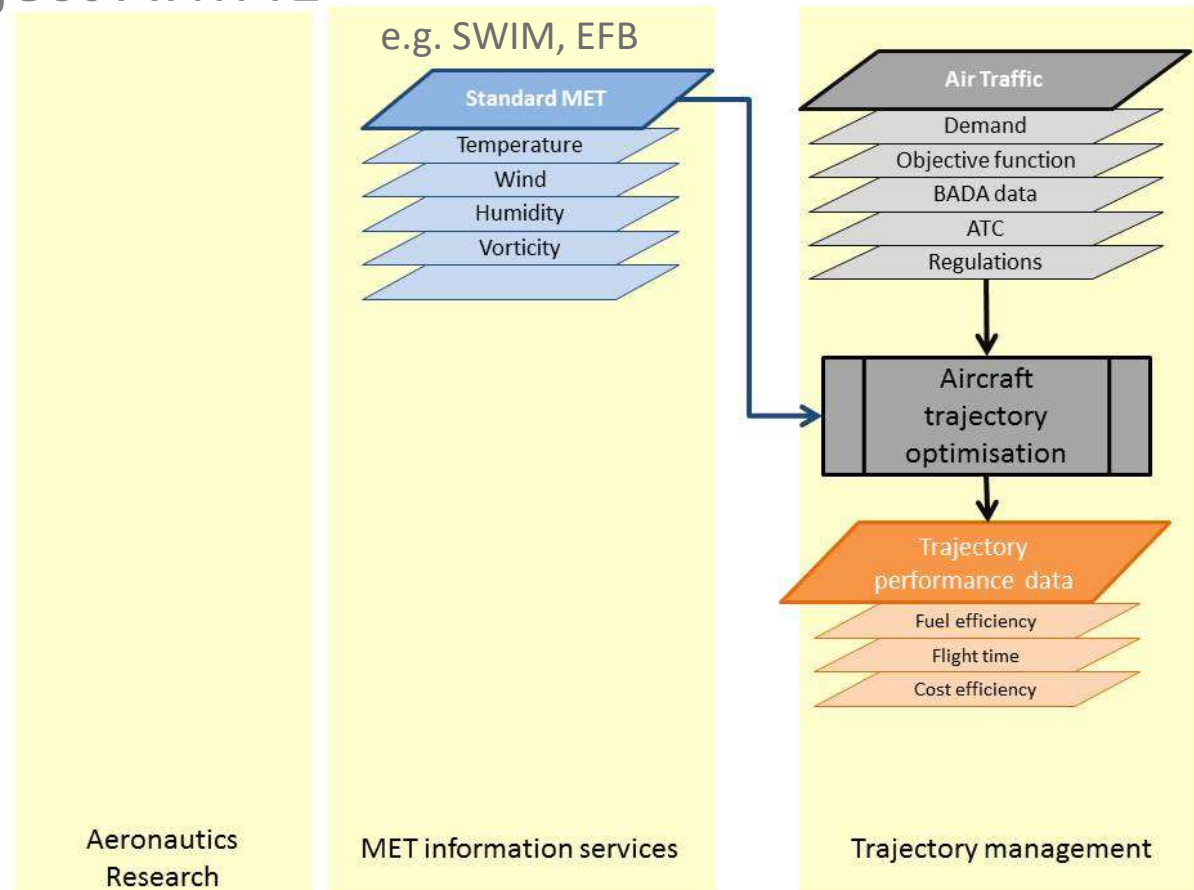 e.g. SWIM, EFB
Standard MET
Temperature
Wind
Humidity
Vorticity
Air Traffic
Demand
Objective function
BADA data
ATC
Regulations
Aircraft
trajectory
optimisation
Trajectory
performance data
Fuel efficiency
Flight time
Cost efficiency
Aeronautics
Research
MET information services
Trajectory management